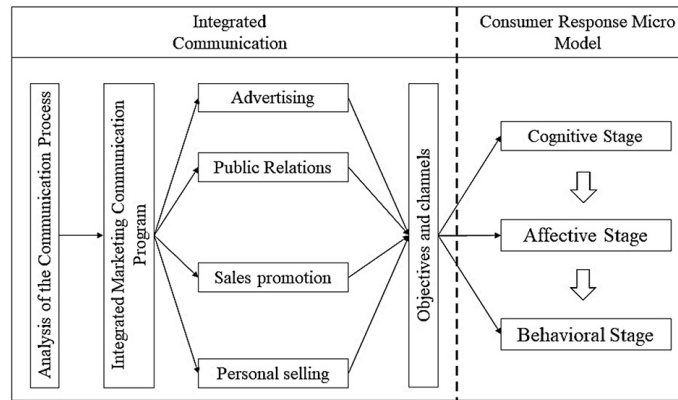 Integrated
Communication
Consumer Response Micro
Model
Analysis of the Communication Process
Integrated Marketing Communication
Program
Advertising
Public Relations
Sales promotion
Personal selling
Objectives and channels
Cognitive Stage
Affective Stage
Behavioral Stage